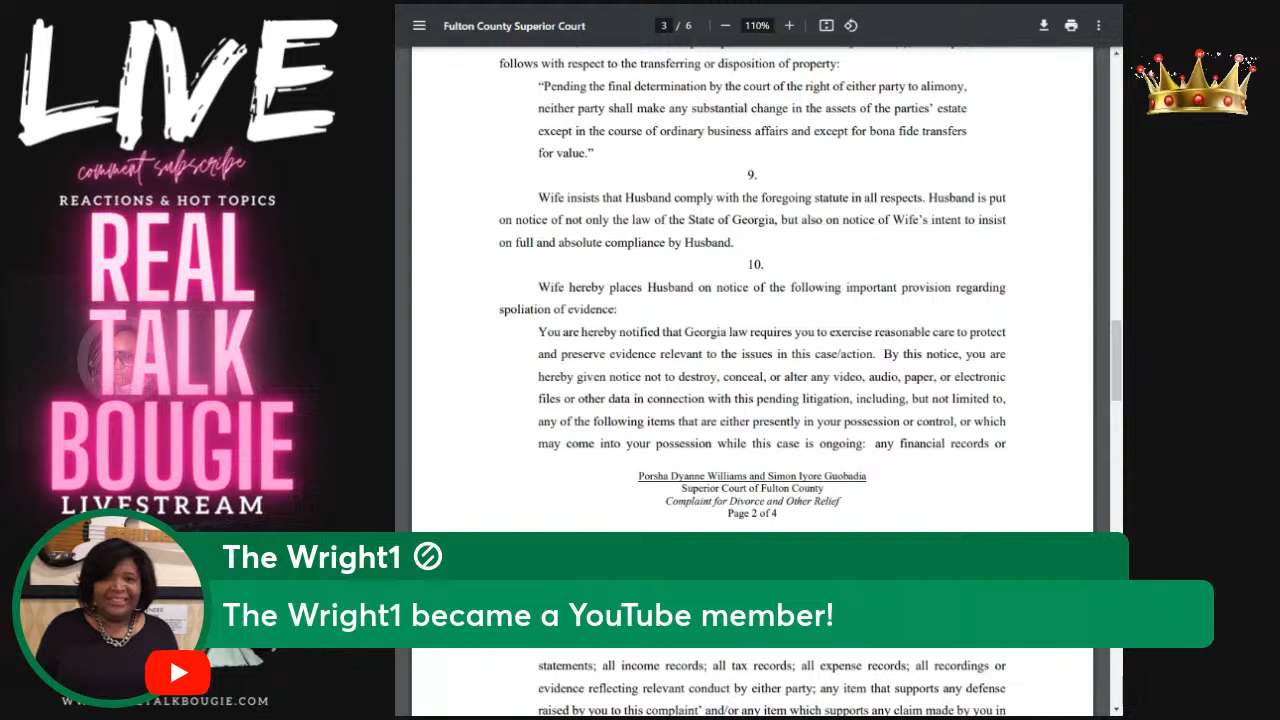 LIVE
comment subscribe
REACTIONS & HOT TOPICS
REAL
TALK
BOUGIE
LIVESTREAM
Fulton County Superior Court
3 / 6
110%
follows with respect to the transferring or disposition of property:
“Pending the final determination by the court of the right of either party to alimony,
neither party shall make any substantial change in the assets of the parties’ estate
except in the course of ordinary business affairs and except for bona fide transfers
for value.”
9.
Wife insists that Husband comply with the foregoing statute in all respects. Husband is put
on notice of not only the law of the State of Georgia, but also on notice of Wife’s intent to insist
on full and absolute compliance by Husband.
10.
Wife hereby places Husband on notice of the following important provision regarding
spoliation of evidence:
You are hereby notified that Georgia law requires you to exercise reasonable care to protect
and preserve evidence relevant to the issues in this case/action. By this notice, you are
hereby given notice not to destroy, conceal, or alter any video, audio, paper, or electronic
files or other data in connection with this pending litigation, including, but not limited to,
any of the following items that are either presently in your possession or control, or which
may come into your possession while this case is ongoing: any financial records or
Porsha Dyanne Williams and Simon Iyore Guobadia
Superior Court of Fulton County
Complaint for Divorce and Other Relief
Page 2 of 4
The Wright1
The Wright1 became a YouTube member!
statements; all income records; all tax records; all expense records; all recordings or
evidence reflecting relevant conduct by either party; any item that supports any defense
raised by you to this complaint’ and/or any item which supports any claim made by you in